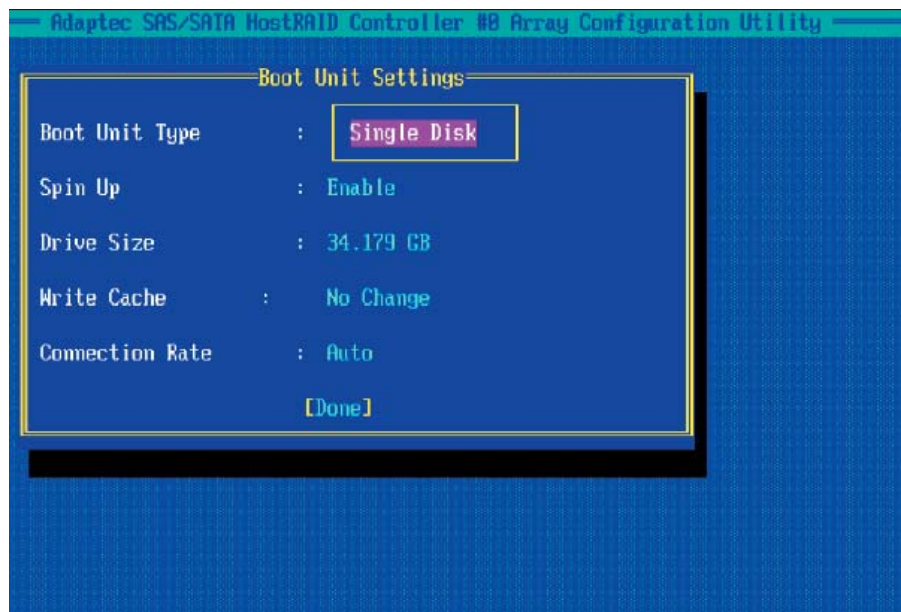 Adaptec SAS/SATA HostRAID Controller #0 Array Configuration Utility
Boot Unit Settings
Boot Unit Type : Single Disk
Spin Up : Enable
Drive Size : 34.179 GB
Write Cache : No Change
Connection Rate : Auto
[Done]